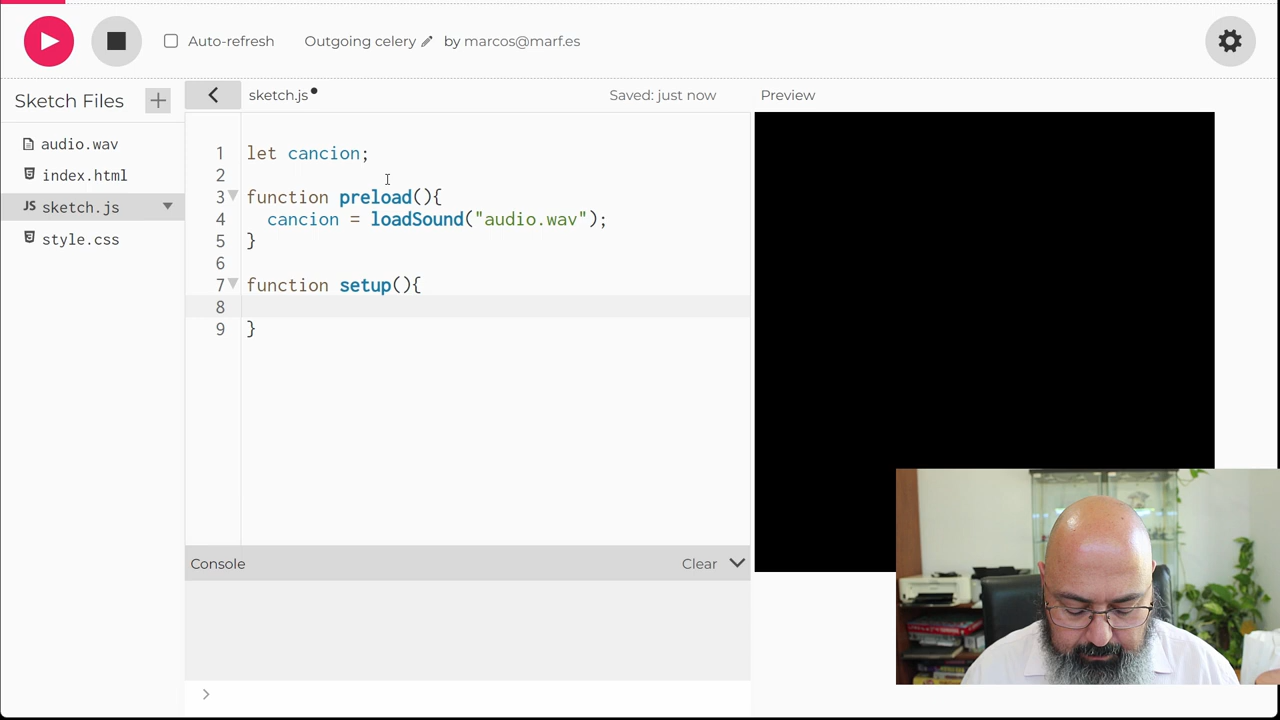 Auto-refresh
Outgoing celery
by marcos@marf.es
Sketch Files
sketch.js
Saved: just now
Preview
audio.wav
index.html
JS sketch.js
style.css
1 let cancion;
2
3 function preload(){
4 cancion = loadSound("audio.wav");
5 }
6
7 function setup(){
8
9 }
Console
Clear
>